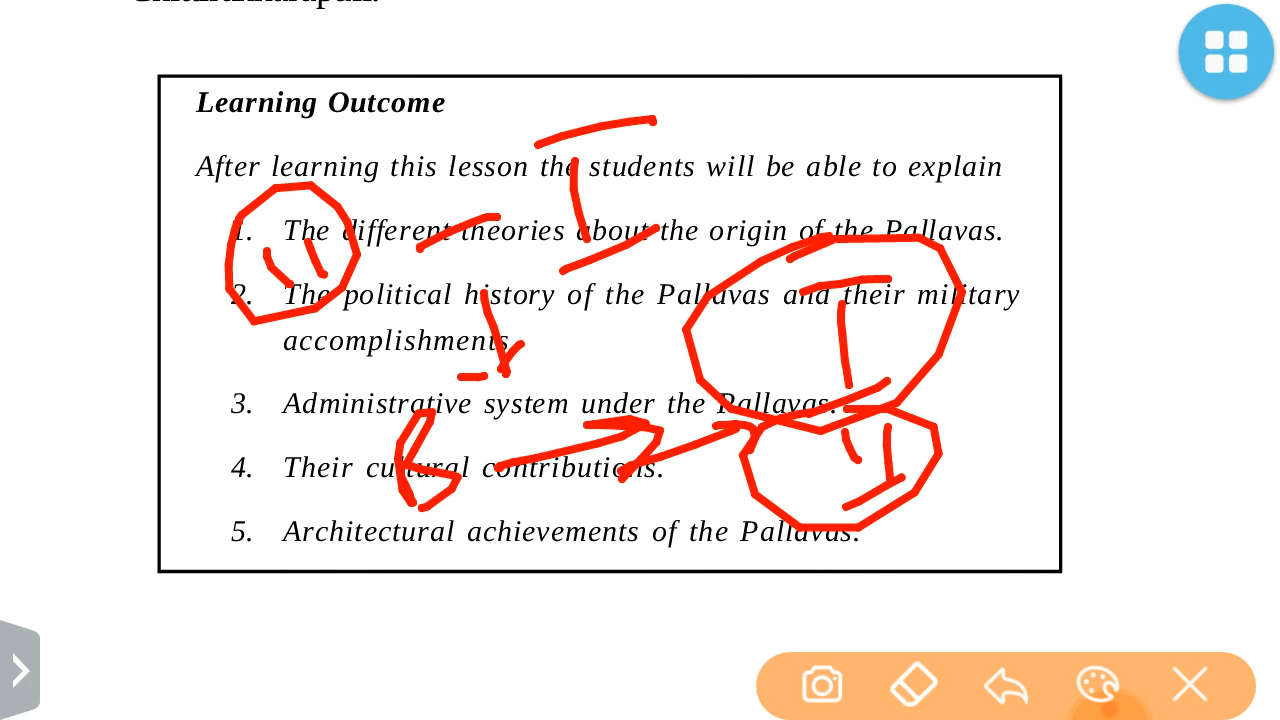 Learning Outcome
After learning this lesson the students will be able to explain
1. The different theories about the origin of the Pallavas.
2. The political history of the Pallavas and their military
accomplishments.
3. Administrative system under the Pallavas.
4. Their cultural contributions.
5. Architectural achievements of the Pallavas.
I
II
I
II